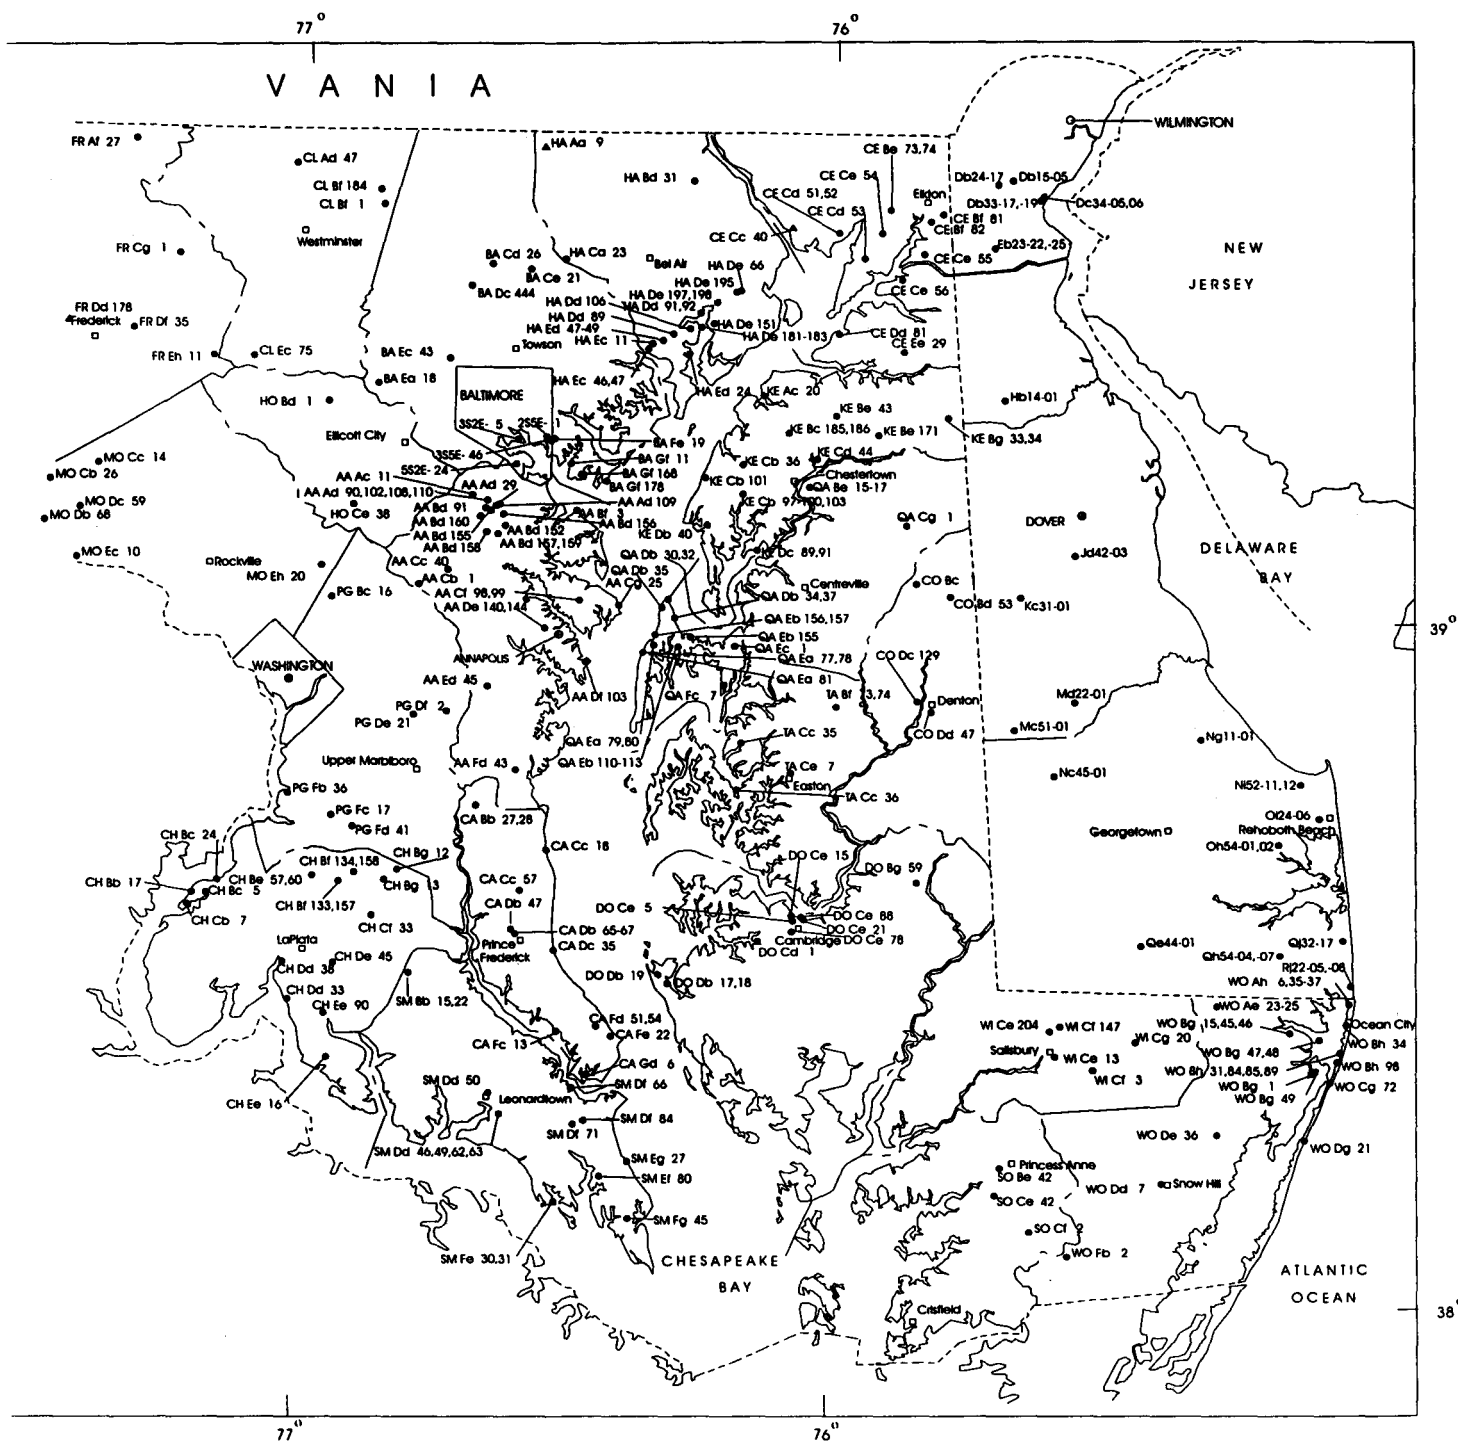 77°
76°
V A N I A
WILMINGTON
FR Af 27
CL Ad 47
CL Bf 184
CL Bf 1
Westminster
FR Cg 1
HA Aa 9
HA Bd 31
CE Be 73,74
CE Ce 54
CE Cd 51,52
CE Cd 53
CE Cc 40
Elkton
Db24-17
Db15-05
Db33-17,-19
Dc34-05,06
CE Bf 81
CE Bf 82
Eb23-22,-25
CE Ce 55
CE Ce 56
NEW
JERSEY
BA Cd 26
HA Ca 23
BA Ce 21
BA Dc 444
Bel Air
HA De 66
HA De 195
HA De 197,198
HA Dd 106
HA Dd 91,92
HA Dd 89
HA Ed 47-49
HA De 151
HA De 181-183
HA Ec 11
CE Dd 81
CE Ee 29
FR Dd 178
Frederick
FR Df 35
FR Eh 11
CL Ec 75
BA Ec 43
Towson
BA Ea 18
HA Ec 46,47
HA Ed 24
KE Ac 20
HO Bd 1
BALTIMORE
Hb14-01
KE Be 43
KE Bc 185,186
KE Be 171
KE Bg 33,34
Ellicott City
3S2E- 5
2S5E- 1
BA Fe 19
3S5E- 46
BA Gf 11
5S2E- 24
BA Gf 168
BA Gf 178
KE Cb 36
KE Cd 44
Chestertown
KE Cb 101
QA Be 15-17
KE Cb 97-100,103
MO Cc 14
MO Cb 26
AA Ac 11
AA Ad 29
AA Ad 90,102,108,110
AA Ad 109
MO Dc 59
MO Db 68
HO Ce 38
AA Bd 91
AA Bf 3
AA Bd 160
AA Bd 156
AA Bd 155
AA Bd 152
AA Bd 158
AA Bd 157,159
KE Db 40
QA Cg 1
DOVER
DELAWARE
BAY
Jd42-03
MO Ec 10
Rockville
MO Eh 20
AA Cc 40
AA Cb 1
QA Db 30,32
QA Db 35
AA Cg 25
KE Dc 89,91
Centreville
CO Bc
CO Bd 53
Kc31-01
PG Bc 16
AA Cf 98,99
AA De 140,144
QA Db 34,37
QA Eb 156,157
QA Eb 155
QA Ec 1
QA Ea 77,78
QA Ea 81
39°
WASHINGTON
ANNAPOLIS
AA Ed 45
AA Df 103
QA Fc 7
CO Dc 129
TA Bf 73,74
Denton
CO Dd 47
Md22-01
Mc51-01
PG Df 2
PG De 21
QA Ea 79,80
QA Eb 110-113
TA Cc 35
Ng11-01
Upper Marlboro
AA Fd 43
TA Ce 7
Easton
TA Cc 36
Nc45-01
Ni52-11,12
PG Fb 36
PG Fc 17
PG Fd 41
CA Bb 27,28
Georgetown
Oi24-06
Rehoboth Beach
Oh54-01,02
CH Bc 24
CH Bb 17
CH Bc 5
CH Cb 7
CH Be 57,60
CH Bf 134,158
CH Bg 12
CH Bg 13
CH Bf 133,157
CH Cf 33
CA Cc 18
CA Cc 57
CA Db 47
CA Db 65-67
CA Dc 35
Prince
Frederick
DO Ce 15
DO Bg 59
DO Ce 5
DO Ce 88
DO Ce 21
Cambridge
DO Ce 78
DO Cd 1
DO Db 19
DO Db 17,18
Qe44-01
Qj32-17
Qh54-04,-07
Rj22-05,-08
LaPlata
CH Dd 38
CH De 45
CH Dd 33
CH Ee 90
SM Bb 15,22
WO Ah 6,35-37
WO Ae 23-25
CA Fd 51,54
CA Fe 22
CA Fc 13
CA Gd 6
SM Df 66
WI Ce 204
WI Cf 147
WI Cg 20
Salisbury
WI Ce 13
WI Cf 3
WO Bg 15,45,46
Ocean City
WO Bh 34
WO Bg 47,48
WO Bh 98
WO Bh 31,84,85,89
WO Bg 1
WO Bg 49
WO Cg 72
CH Ee 16
SM Dd 50
Leonardtown
SM Df 84
SM Df 71
SM Dd 46,49,62,63
SM Eg 27
SM Ef 80
WO De 36
WO Dg 21
Princess Anne
SO Be 42
WO Dd 7
Snow Hill
SO Ce 42
SM Fg 45
SM Fe 30,31
SO Cf 2
WO Fb 2
CHESAPEAKE
BAY
ATLANTIC
OCEAN
Crisfield
38°
77°
76°